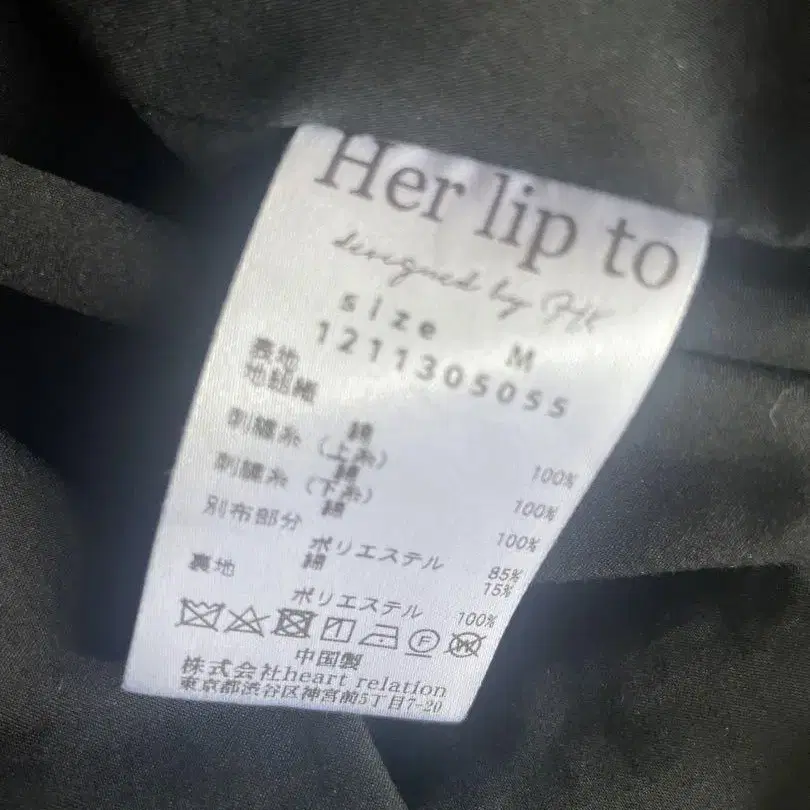 Her lip to
designed by
size M
1211305055
表地
地組織 綿 100%
刺繍糸（上糸）
綿 100%
刺繍糸（下糸）
綿 100%
別布部分
ポリエステル 85%
綿 15%
裏地
ポリエステル 100%
F W
中国製
株式会社heart relation
東京都渋谷区神宮前5丁目7-20